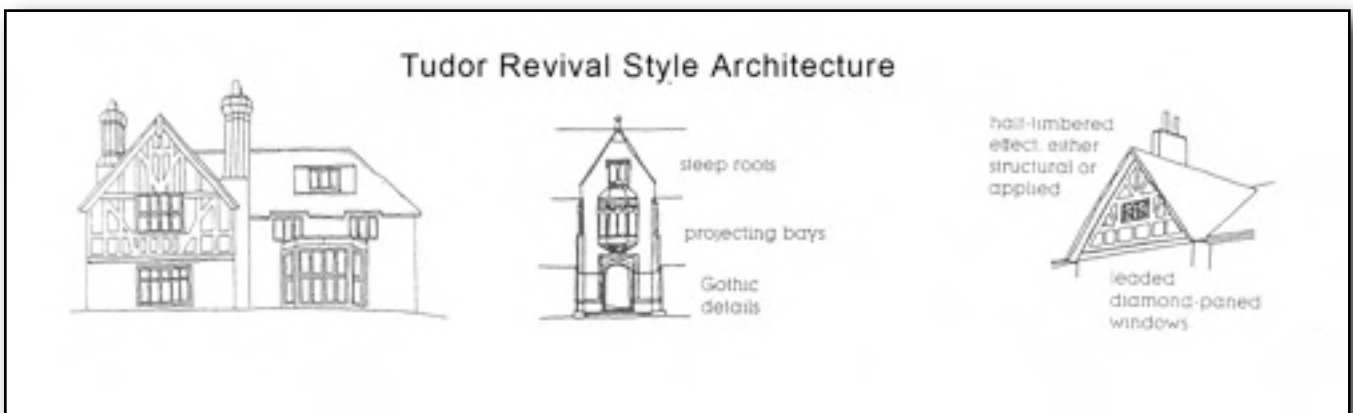 Tudor Revival Style Architecture
steep roofs
projecting bays
Gothic
details
half-timbered
effect, either
structural or
applied
leaded
diamond-paned
windows